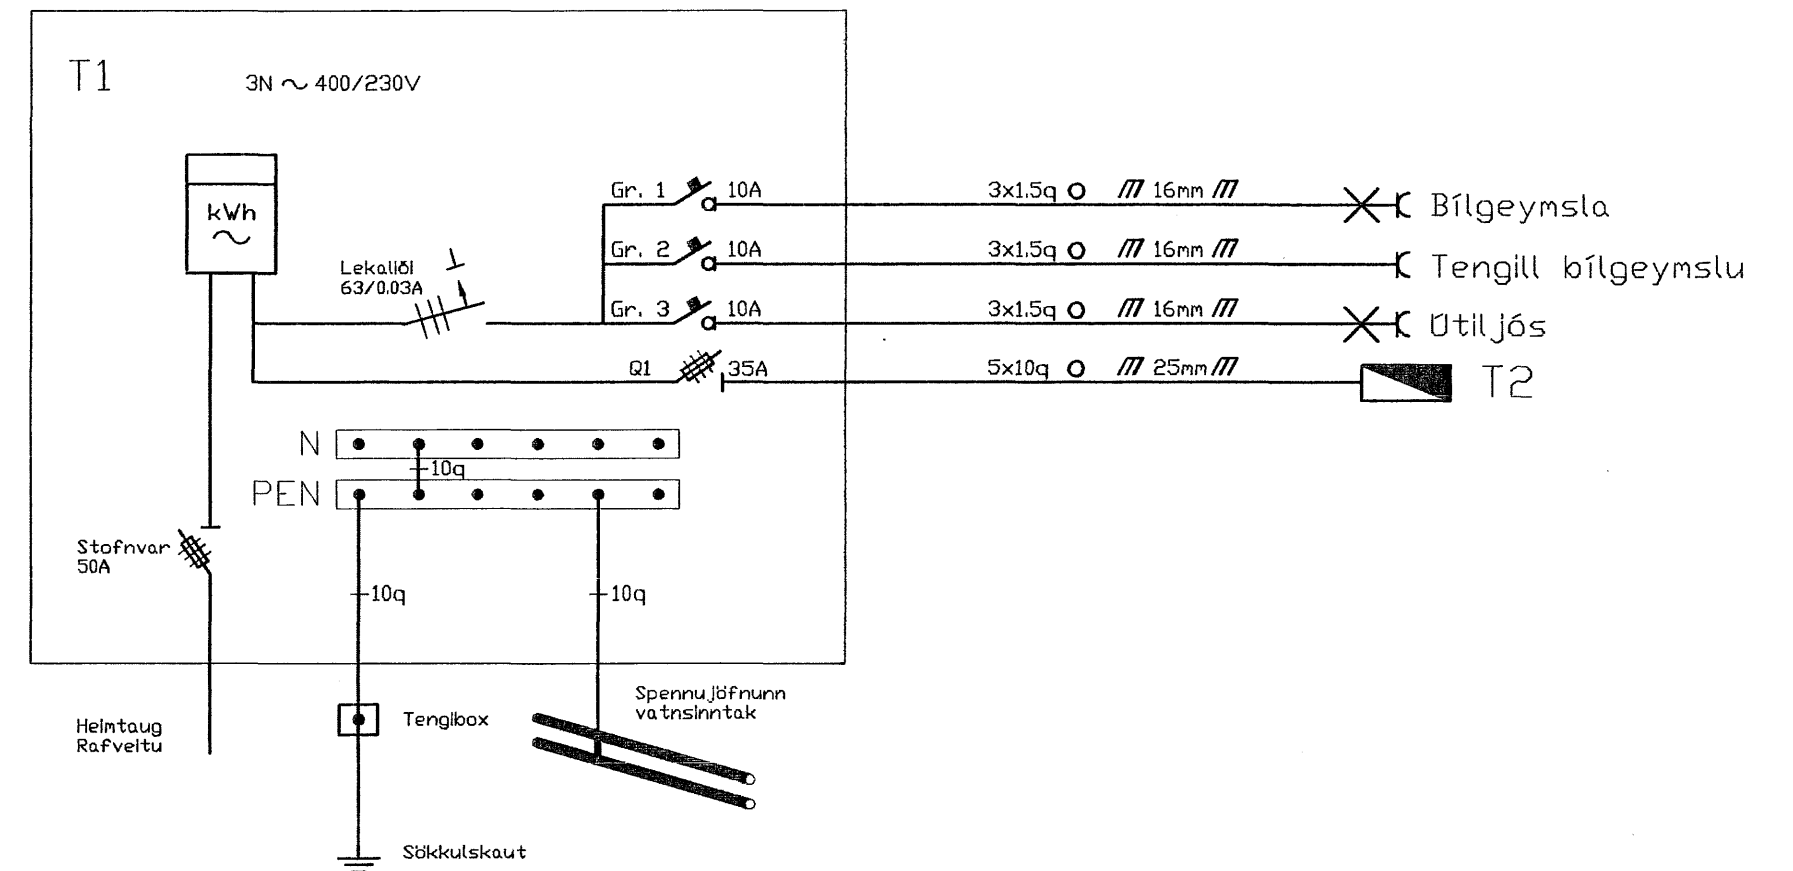 T1
3N ~ 400/230V
kWh
~
Lekaliði
63/0.03A
Gr. 1 10A 3x1.5q 16mm Bílgeymsla
Gr. 2 10A 3x1.5q 16mm Tengill bílgeymslu
Gr. 3 10A 3x1.5q 16mm Útiljós
Q1 35A 5x10q 25mm T2
N
10q
PEN
Stofnvar
50A
10q 10q
Heimtaug
Rafveitu
Tengibox
Spennujöfnunn
vatnsinntak
Sökkulskaut